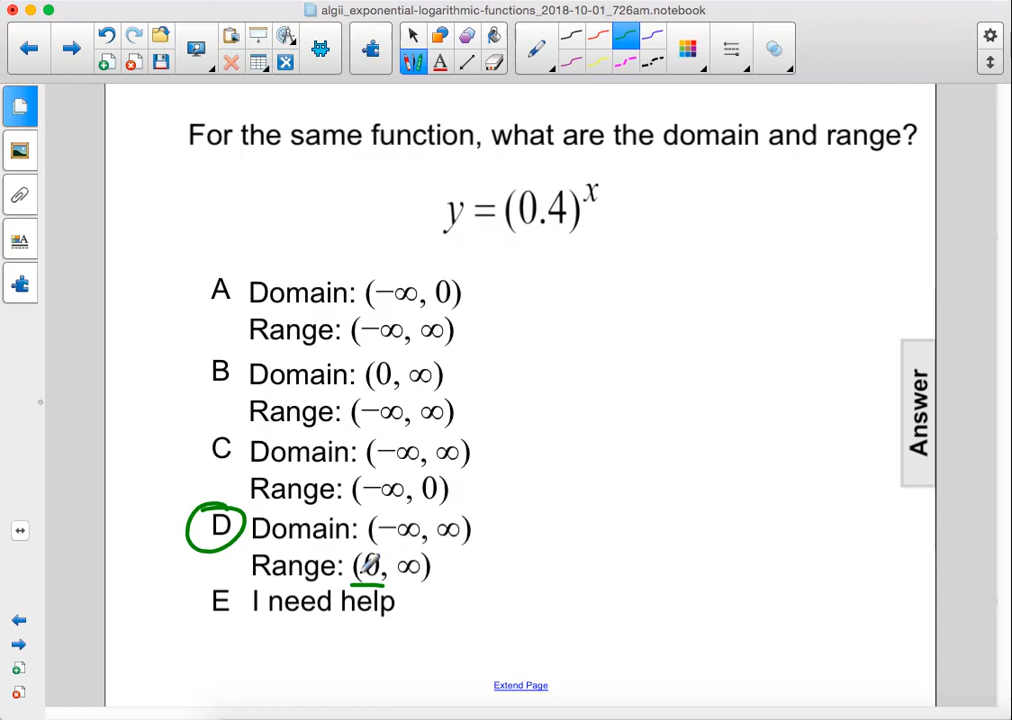 algii_exponential-logarithmic-functions_2018-10-01_726am.notebook
For the same function, what are the domain and range?
y = (0.4)^x
A Domain: (−∞, 0)
Range: (−∞, ∞)
B Domain: (0, ∞)
Range: (−∞, ∞)
C Domain: (−∞, ∞)
Range: (−∞, 0)
D Domain: (−∞, ∞)
Range: (0, ∞)
E I need help
Answer
Extend Page